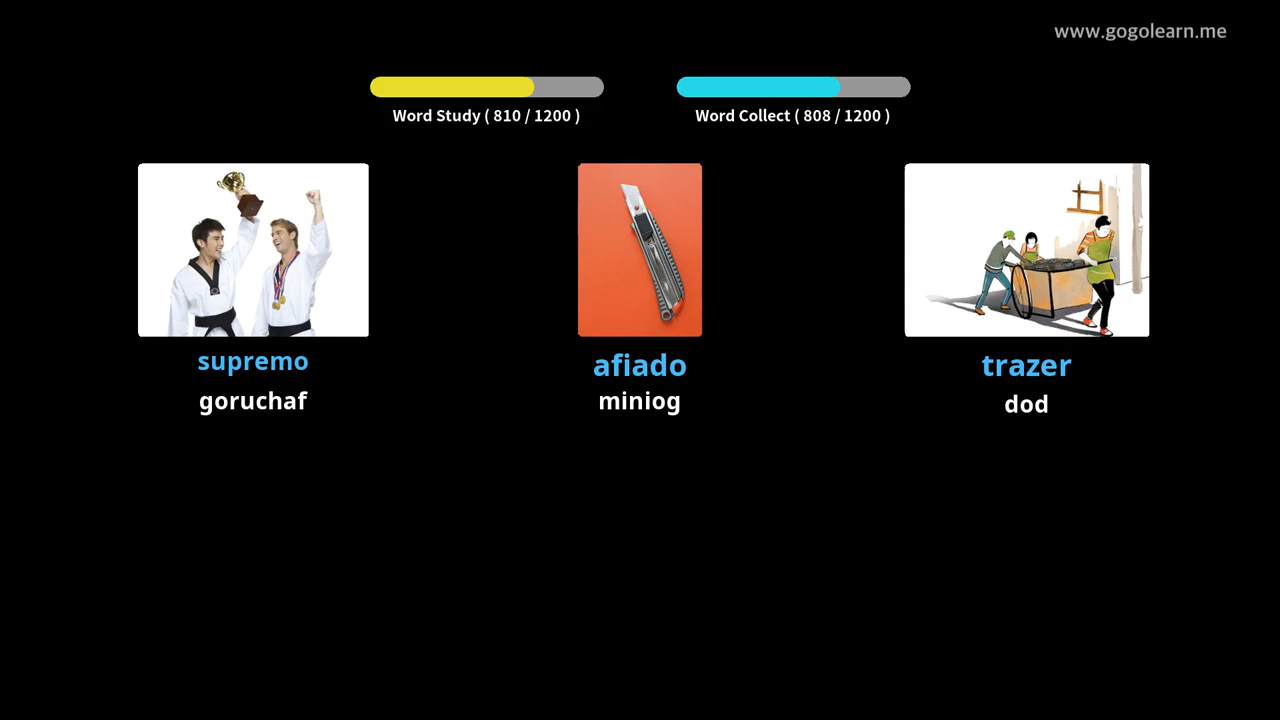 www.gogolearn.me
Word Study ( 810 / 1200 )
Word Collect ( 808 / 1200 )
supremo
goruchaf
afiado
miniog
trazer
dod